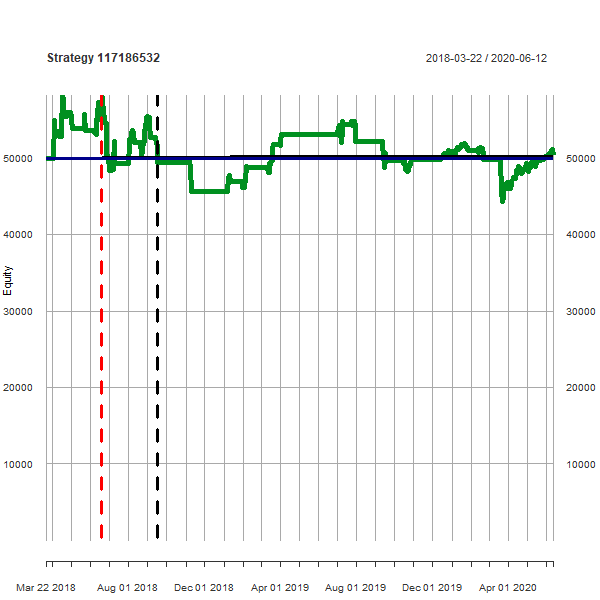 Strategy 117186532
2018-03-22 / 2020-06-12
50000 50000
40000 40000
Equity
30000 30000
20000 20000
10000 10000
Mar 22 2018 Aug 01 2018 Dec 01 2018 Apr 01 2019 Aug 01 2019 Dec 01 2019 Apr 01 2020